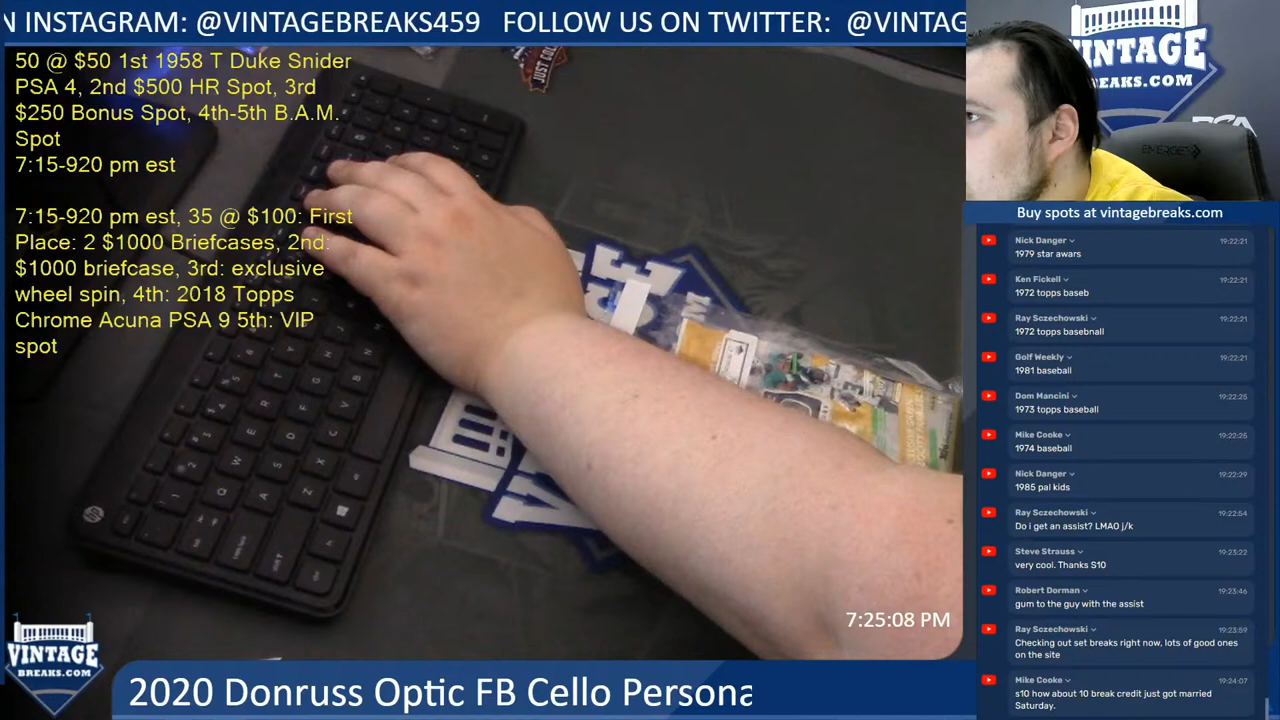 N INSTAGRAM: @VINTAGEBREAKS459 FOLLOW US ON TWITTER: @VINTAG
50 @ $50 1st 1958 T Duke Snider
PSA 4, 2nd $500 HR Spot, 3rd
$250 Bonus Spot, 4th-5th B.A.M.
Spot
7:15-920 pm est
7:15-920 pm est, 35 @ $100: First
Place: 2 $1000 Briefcases, 2nd:
$1000 briefcase, 3rd: exclusive
wheel spin, 4th: 2018 Topps
Chrome Acuna PSA 9 5th: VIP
spot
JUST COL
7:25:08 PM
VINTAGE
BREAKS.COM
2020 Donruss Optic FB Cello Persona
VINTAGE
BREAKS.COM
PSA
EMERGE
Buy spots at vintagebreaks.com
Nick Danger 19:22:21
1979 star awars
Ken Fickell 19:22:21
1972 topps baseb
Ray Sczechowski 19:22:21
1972 topps basebnall
Golf Weekly 19:22:21
1981 baseball
Dom Mancini 19:22:25
1973 topps baseball
Mike Cooke 19:22:25
1974 baseball
Nick Danger 19:22:29
1985 pal kids
Ray Sczechowski 19:22:54
Do i get an assist? LMAO j/k
Steve Strauss 19:23:22
very cool. Thanks S10
Robert Dorman 19:23:46
gum to the guy with the assist
Ray Sczechowski 19:23:59
Checking out set breaks right now, lots of good ones
on the site
Mike Cooke 19:24:07
s10 how about 10 break credit just got married
Saturday.